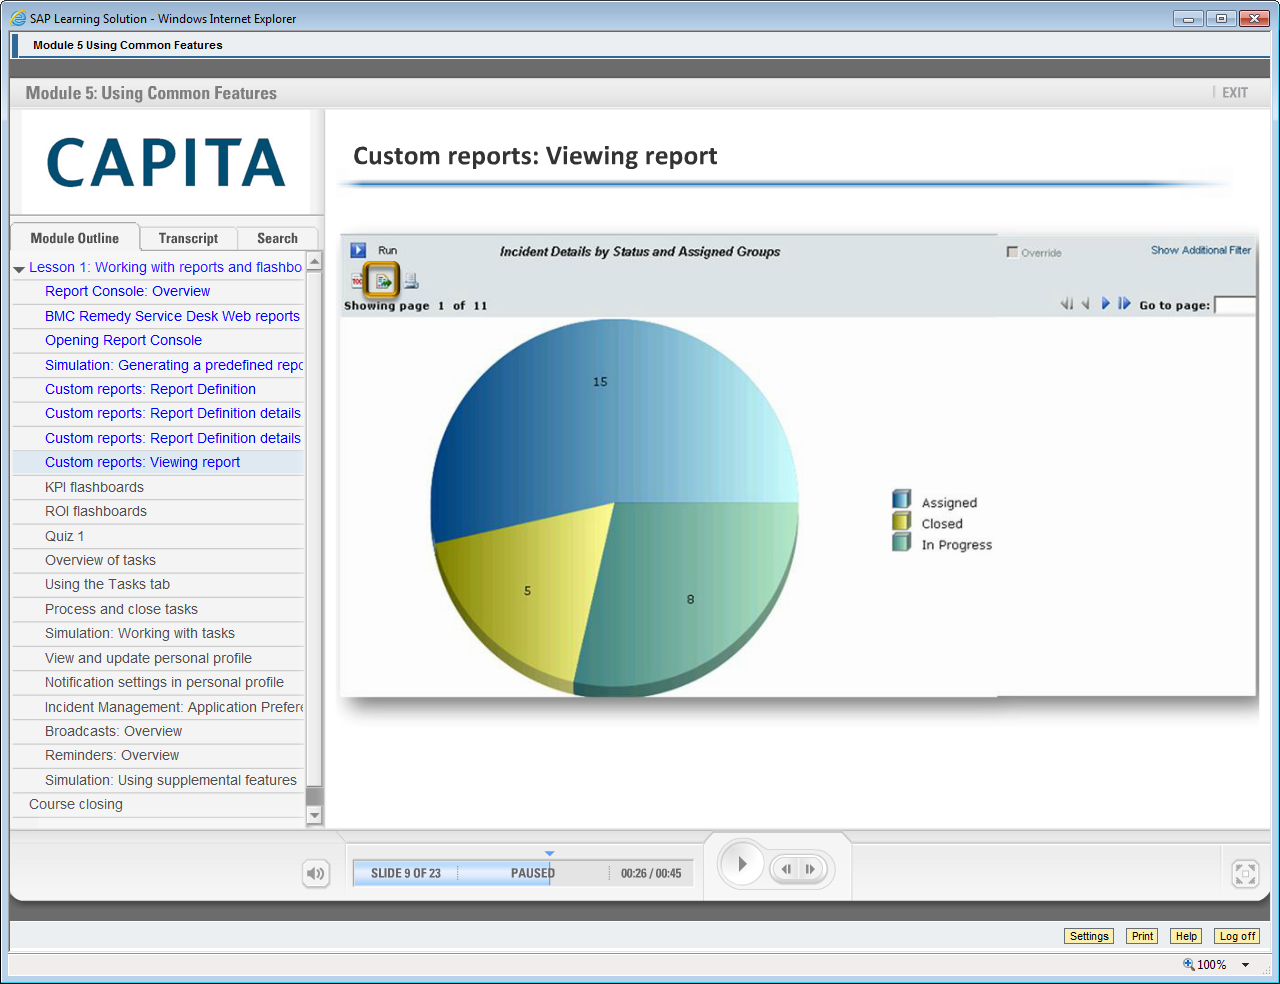 SAP Learning Solution - Windows Internet Explorer
Module 5 Using Common Features
Module 5: Using Common Features
EXIT
CAPITA
Custom reports: Viewing report
Module Outline
Transcript
Search
Lesson 1: Working with reports and flashbo
Report Console: Overview
BMC Remedy Service Desk Web reports
Opening Report Console
Simulation: Generating a predefined repo
Custom reports: Report Definition
Custom reports: Report Definition details
Custom reports: Report Definition details
Custom reports: Viewing report
KPI flashboards
ROI flashboards
Quiz 1
Overview of tasks
Using the Tasks tab
Process and close tasks
Simulation: Working with tasks
View and update personal profile
Notification settings in personal profile
Incident Management: Application Prefere
Broadcasts: Overview
Reminders: Overview
Simulation: Using supplemental features
Course closing
Run
Incident Details by Status and Assigned Groups
Override
Show Additional Filter
TOC
Showing page 1 of 11
Go to page:
15
5
8
Assigned
Closed
In Progress
SLIDE 9 OF 23
PAUSED
00:26 / 00:45
Settings
Print
Help
Log off
100%